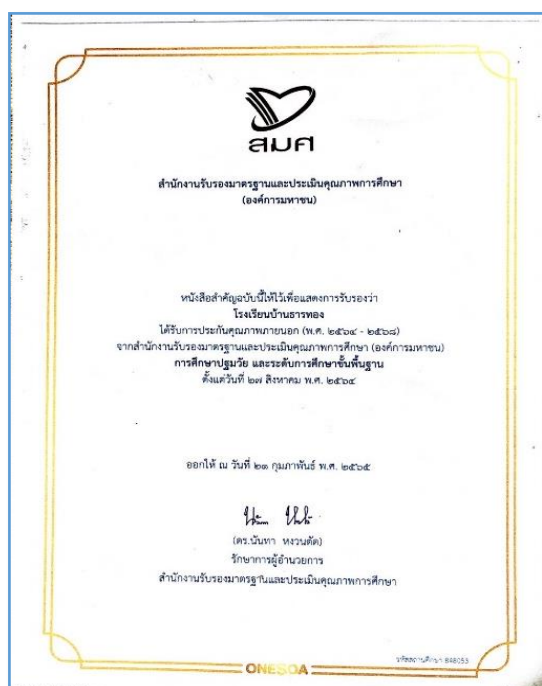 สมศ
สำนักงานรับรองมาตรฐานและประเมินคุณภาพการศึกษา
(องค์การมหาชน)
หนังสือสำคัญฉบับนี้ให้ไว้เพื่อแสดงการรับรองว่า
โรงเรียนบ้านธารทอง
ได้รับการประกันคุณภาพภายนอก (พ.ศ. ๒๕๖๔ - ๒๕๖๘)
จากสำนักงานรับรองมาตรฐานและประเมินคุณภาพการศึกษา (องค์การมหาชน)
การศึกษาปฐมวัย และระดับการศึกษาขั้นพื้นฐาน
ตั้งแต่วันที่ ๒๗ สิงหาคม พ.ศ. ๒๕๖๔
ออกให้ ณ วันที่ ๒๑ กุมภาพันธ์ พ.ศ. ๒๕๖๕
(ดร.นันทา หงวนตัด)
รักษาการผู้อำนวยการ
สำนักงานรับรองมาตรฐานและประเมินคุณภาพการศึกษา
รหัสสถานศึกษา
ONESQA